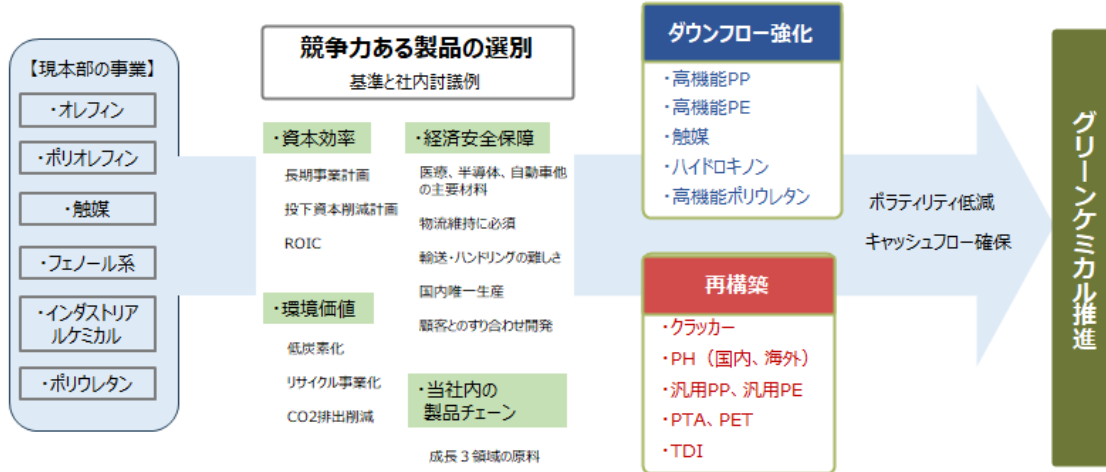 【現本部の事業】
・オレフィン
・ポリオレフィン
・触媒
・フェノール系
・インダストリア
ルケミカル
・ポリウレタン
競争力ある製品の選別
基準と社内討議例
・資本効率
長期事業計画
投下資本削減計画
ROIC
・環境価値
低炭素化
リサイクル事業化
CO2排出削減
・経済安全保障
医療、半導体、自動車他
の主要材料
物流維持に必須
輸送・ハンドリングの難しさ
国内唯一生産
顧客とのすり合わせ開発
・当社内の
製品チェーン
成長３領域の原料
ダウンフロー強化
・高機能PP
・高機能PE
・触媒
・ハイドロキノン
・高機能ポリウレタン
再構築
・クラッカー
・PH（国内、海外）
・汎用PP、汎用PE
・PTA、PET
・TDI
ボラティリティ低減
キャッシュフロー確保
グリーンケミカル推進